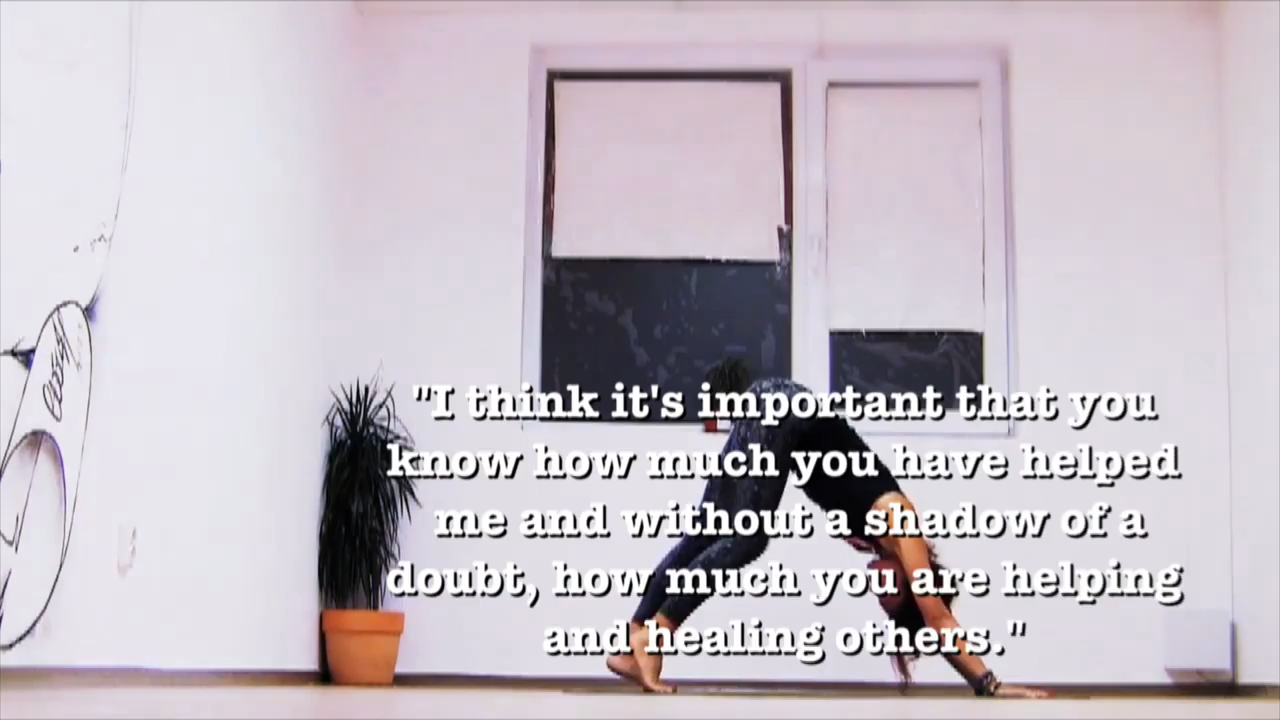 "I think it's important that you
know how much you have helped
me and without a shadow of a
doubt, how much you are helping
and healing others."